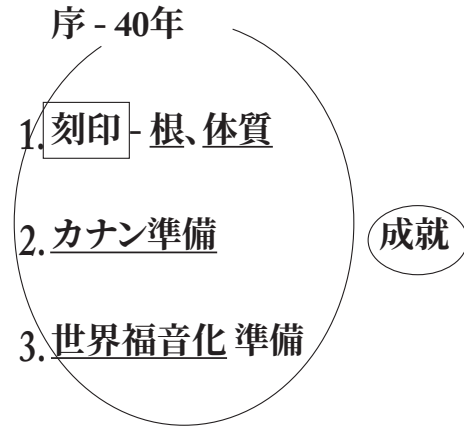 序 - 40年
1. 刻印 - 根、体質
2. カナン準備
成就
3. 世界福音化 準備